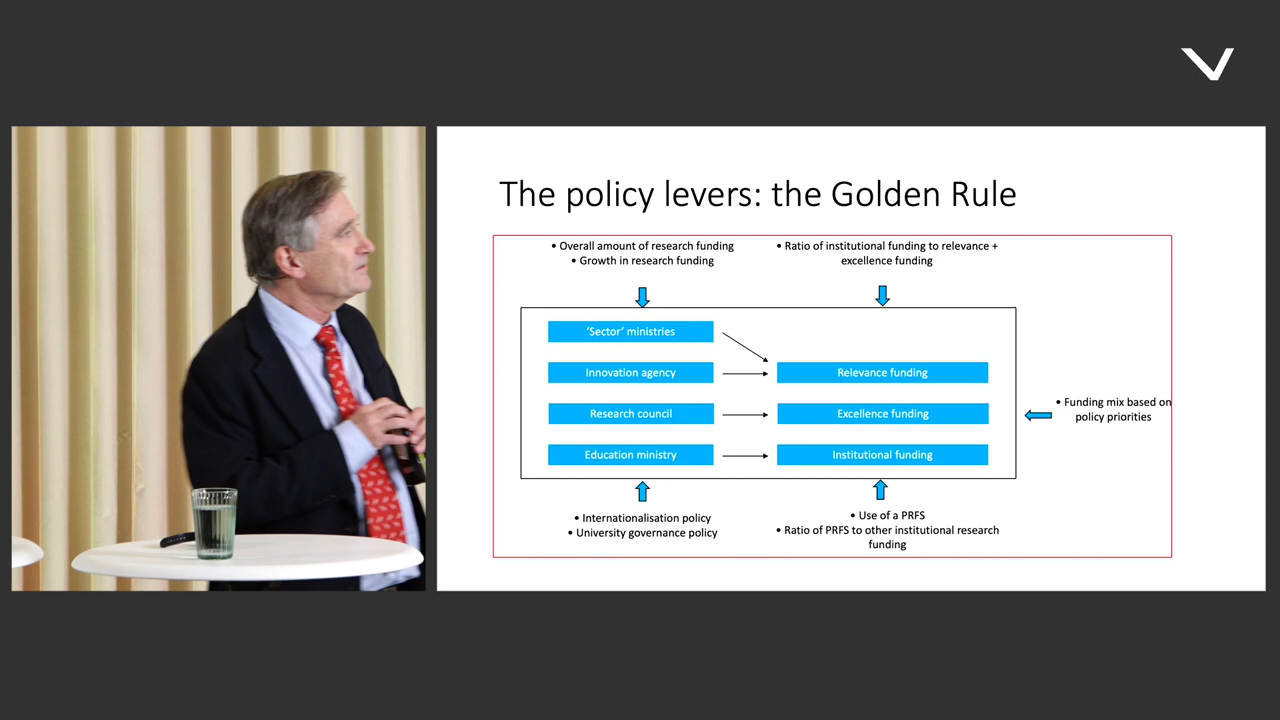 The policy levers: the Golden Rule
• Overall amount of research funding
• Growth in research funding
• Ratio of institutional funding to relevance +
excellence funding
‘Sector’ ministries
Innovation agency
Relevance funding
Research council
Excellence funding
Education ministry
Institutional funding
• Funding mix based on
policy priorities
• Internationalisation policy
• University governance policy
• Use of a PRFS
• Ratio of PRFS to other institutional research
funding